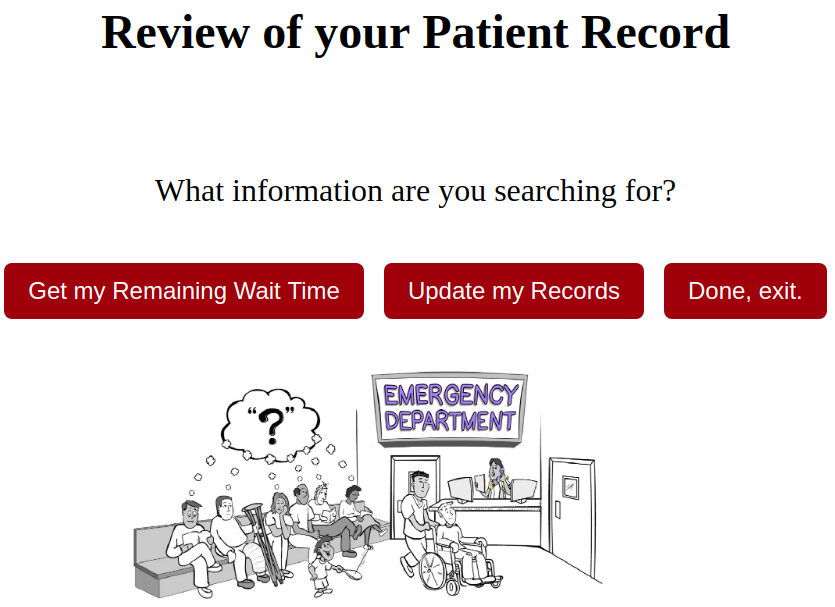 Review of your Patient Record
What information are you searching for?
Get my Remaining Wait Time
Update my Records
Done, exit.
"?"
EMERGENCY
DEPARTMENT